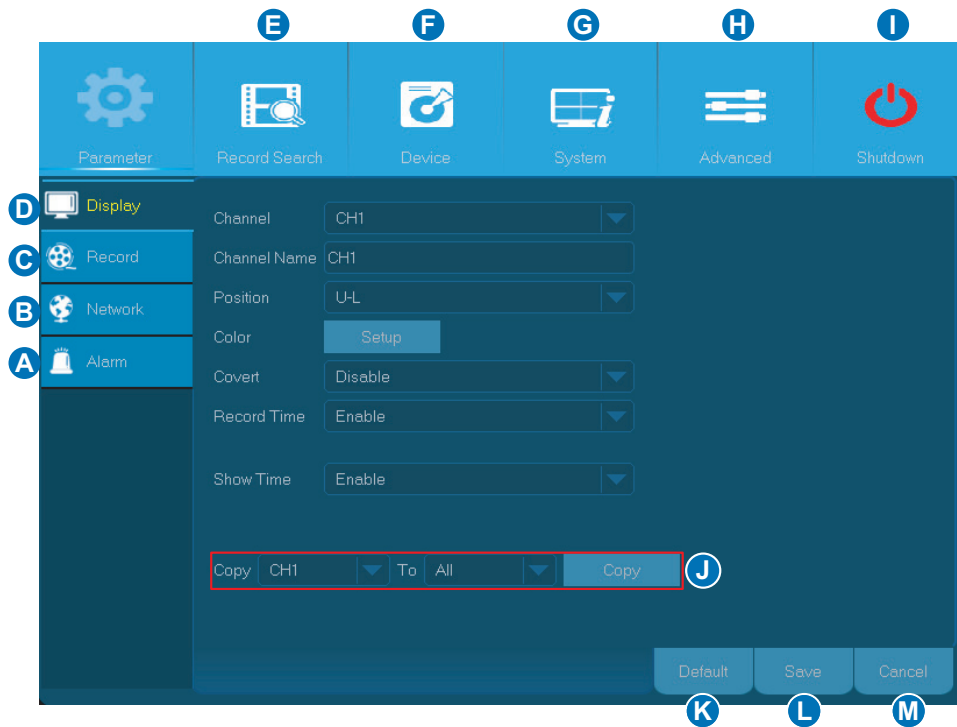 E F G H I
Parameter Record Search Device System Advanced Shutdown
D Display
Channel CH1
C Record
Channel Name CH1
B Network
Position U-L
Color Setup
A Alarm
Covert Disable
Record Time Enable
Show Time Enable
Copy CH1 To All Copy J
Default Save Cancel
K L M